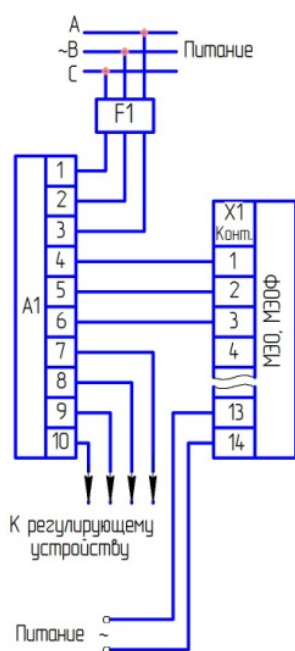 A
~B
Питание
C
F1
A1
1
2
3
4
5
6
7
8
9
10
X1
Конт.
1
2
3
4
13
14
МЭО, МЭОФ
К регулирующему
устройству
Питание ~